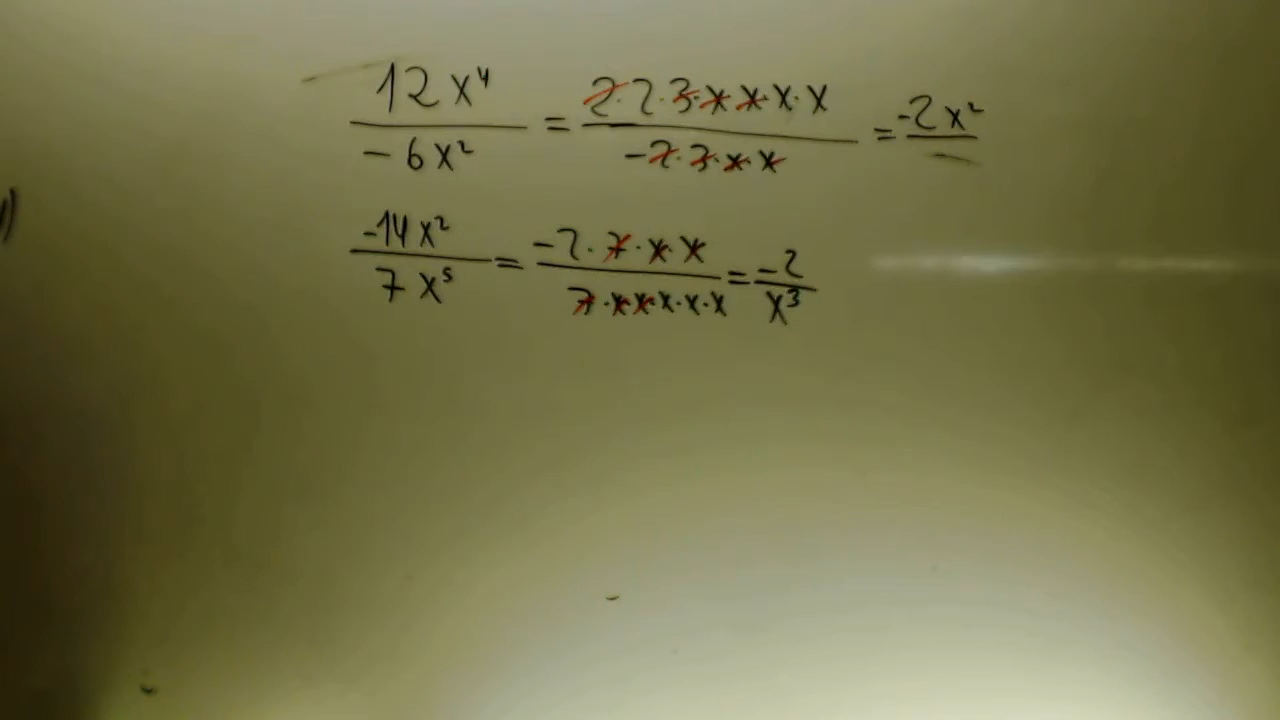 12x⁴ / -6x² = 2·2·3·x·x·x·x / -2·3·x·x = -2x²
-14x² / 7x⁵ = -2·7·x·x / 7·x·x·x·x·x = -2 / x³